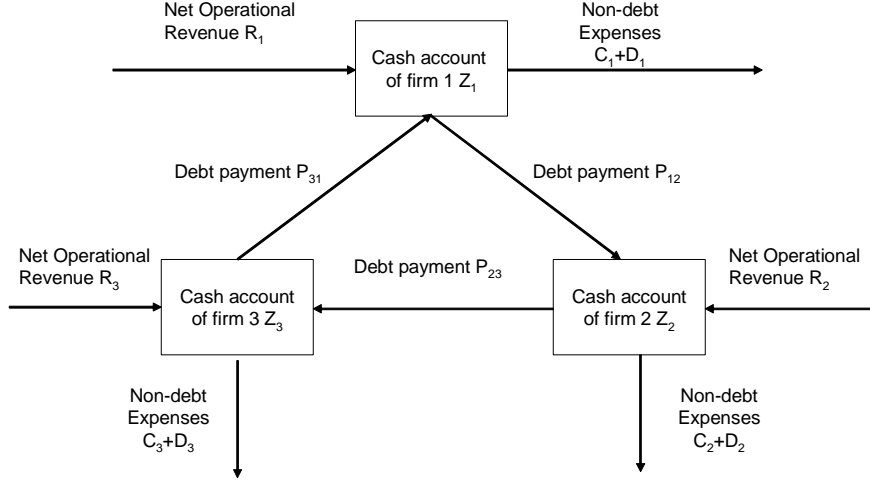 Net Operational
Revenue R₁
Cash account
of firm 1 Z₁
Non-debt
Expenses
C₁+D₁
Debt payment P₃₁
Debt payment P₁₂
Net Operational
Revenue R₃
Cash account
of firm 3 Z₃
Debt payment P₂₃
Cash account
of firm 2 Z₂
Net Operational
Revenue R₂
Non-debt
Expenses
C₃+D₃
Non-debt
Expenses
C₂+D₂